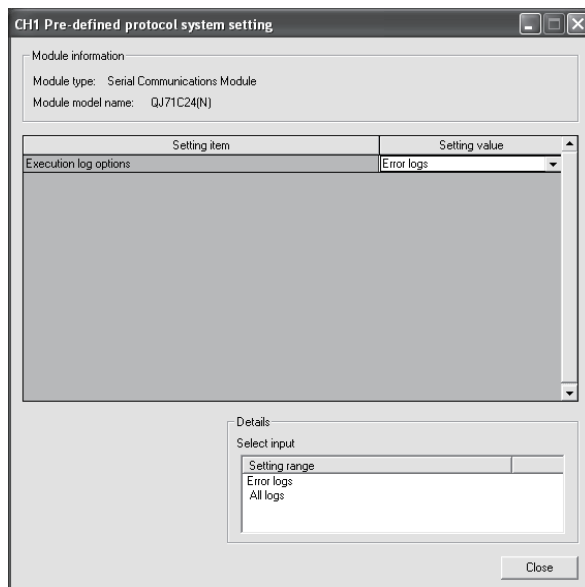 CH1 Pre-defined protocol system setting
Module information
Module type: Serial Communications Module
Module model name: QJ71C24(N)
Setting item Setting value
Execution log options Error logs
Details
Select input
Setting range
Error logs
All logs
Close